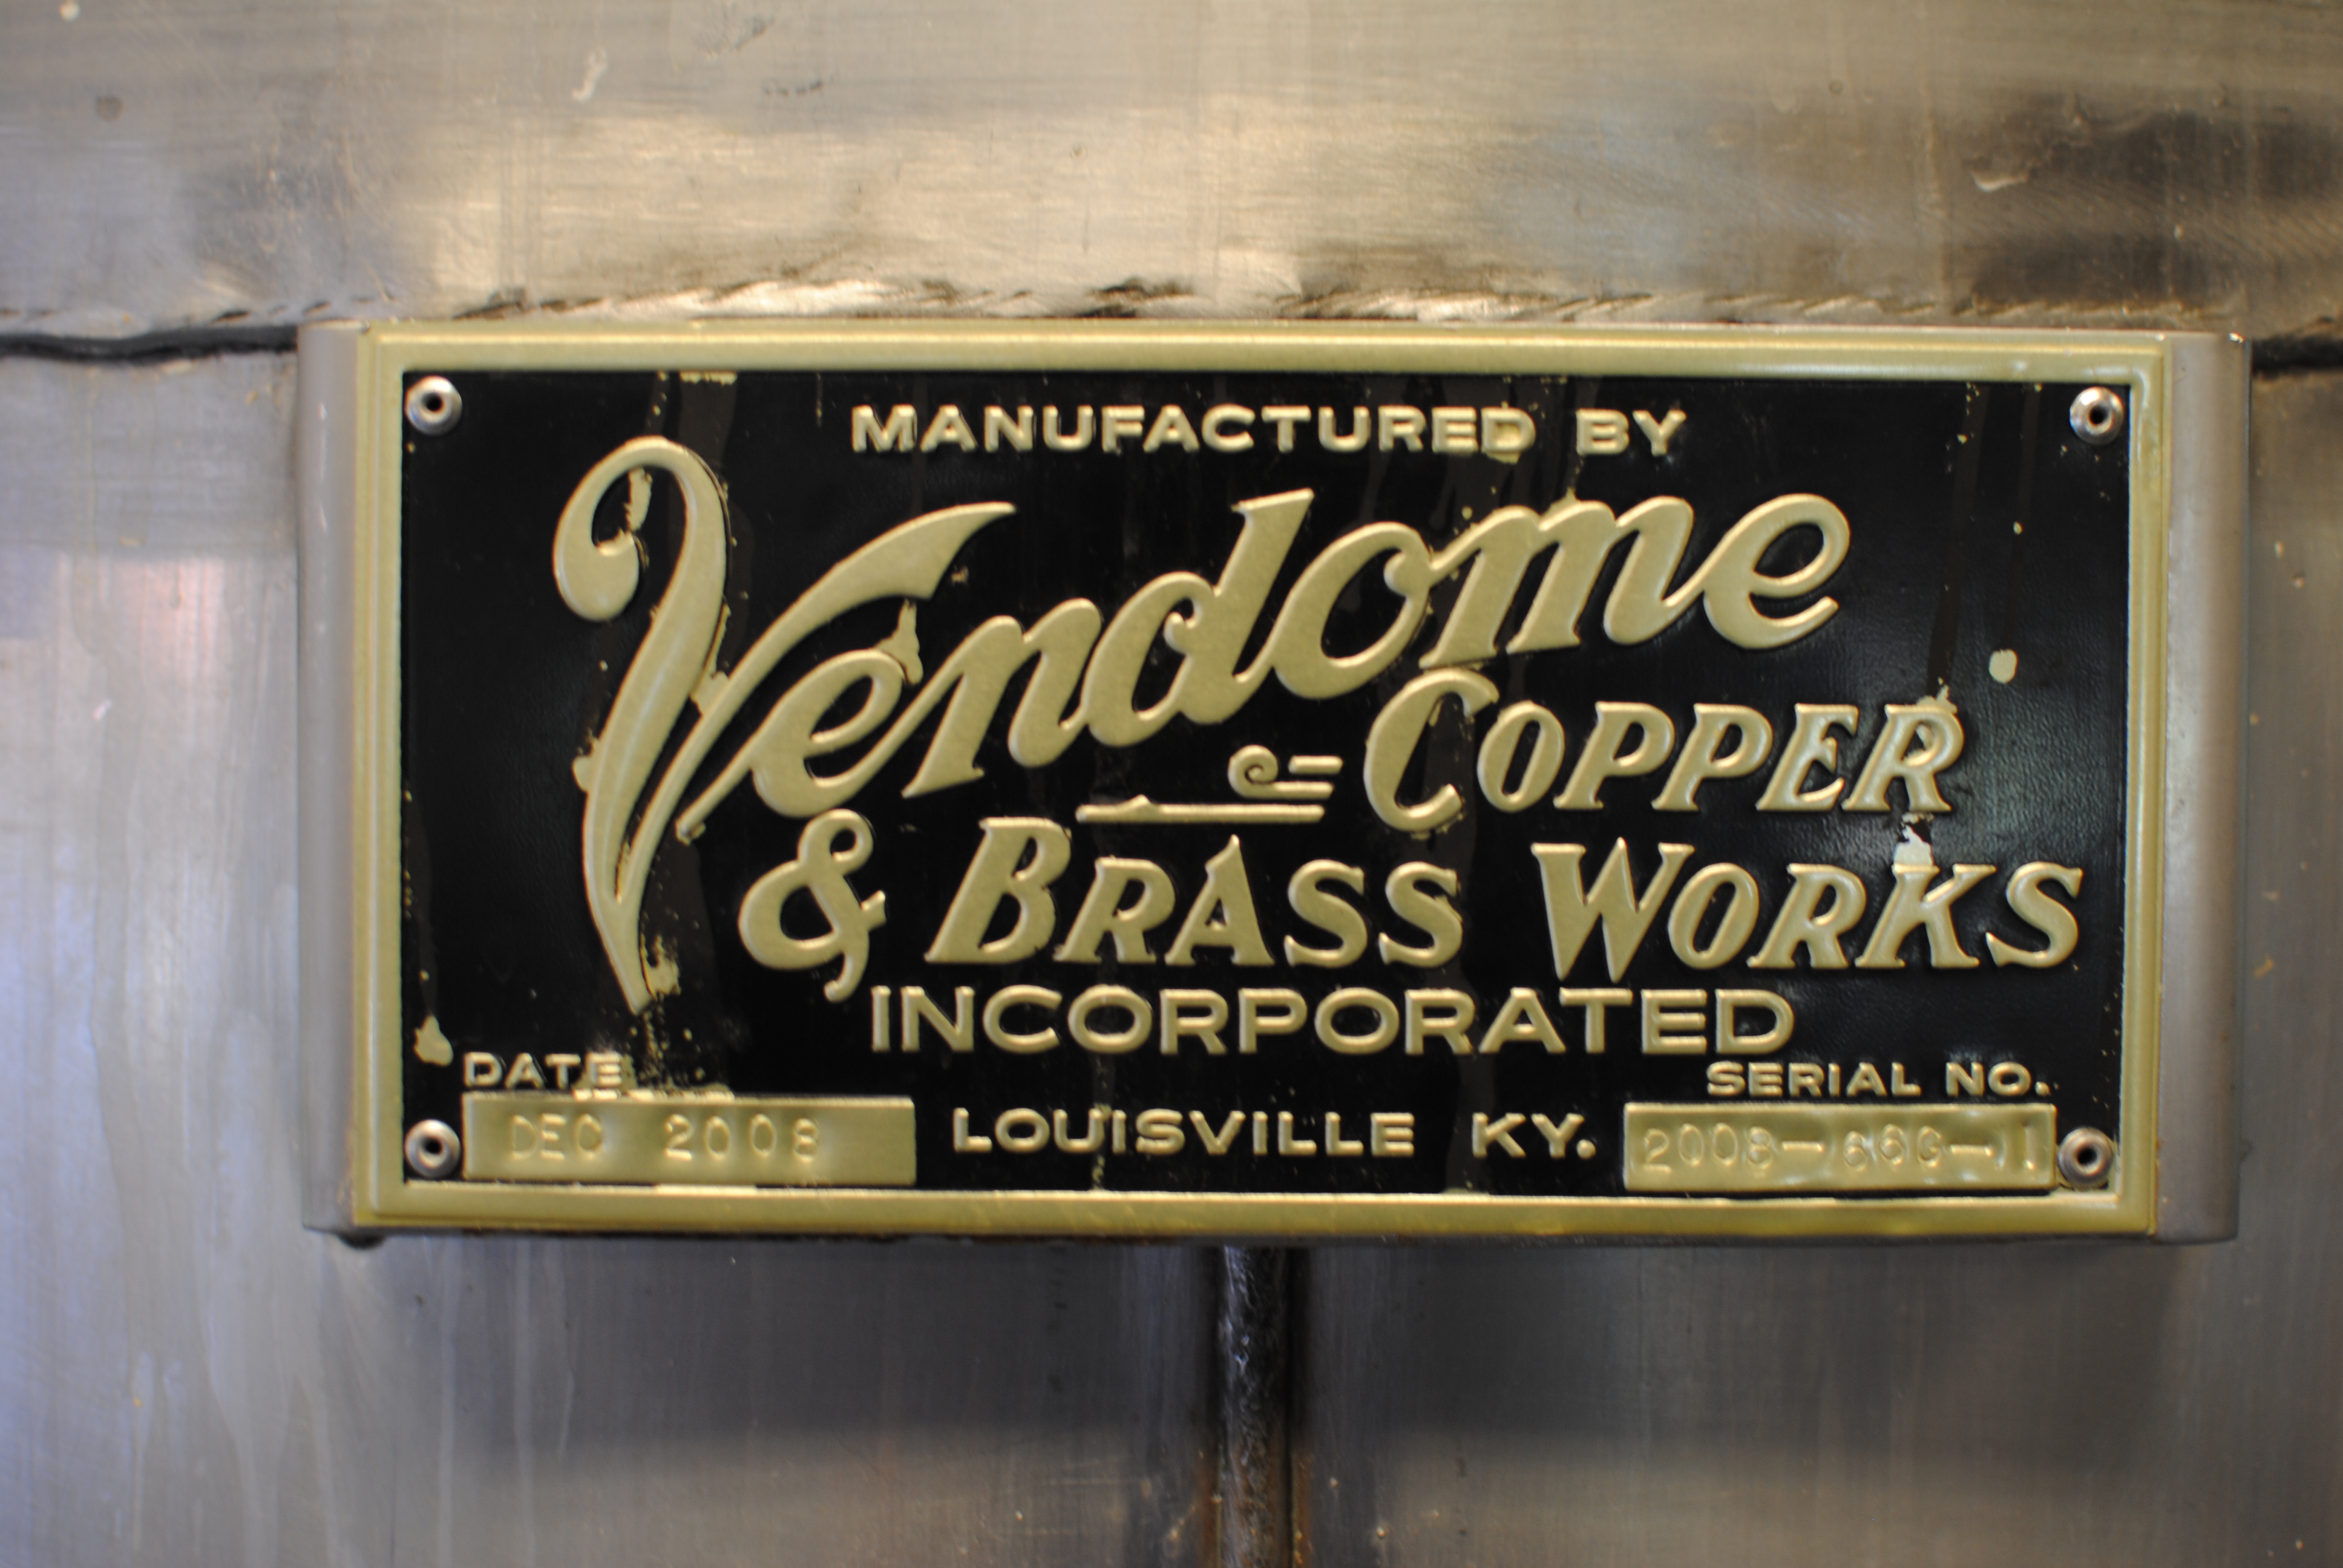 MANUFACTURED BY
Vendome
COPPER
& BRASS WORKS
INCORPORATED
DATE
SERIAL NO.
DEC 2008
LOUISVILLE KY.